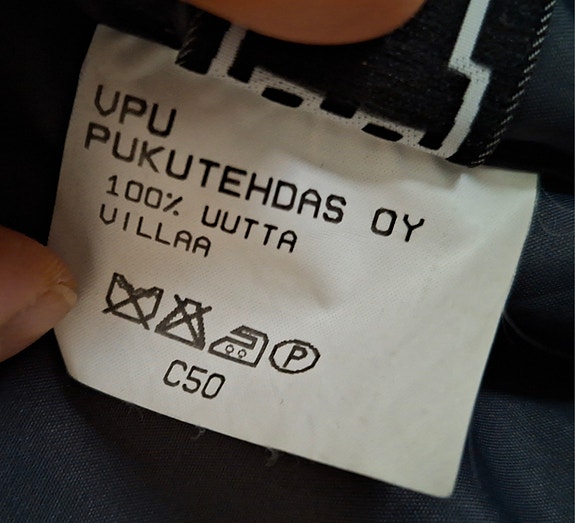 VPU
PUKUTEHDAS OY
100% UUTTA
VILLAA
P
C50